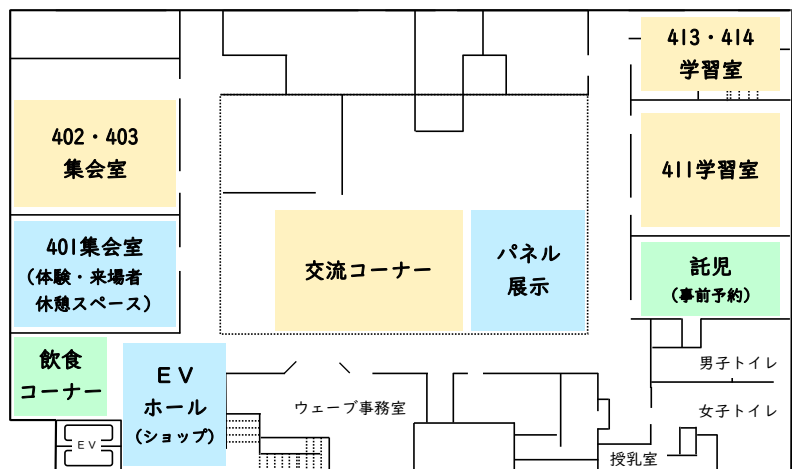 413・414
学習室
402・403
集会室
411学習室
401集会室
（体験・来場者
休憩スペース）
交流コーナー
パネル
展示
託児
（事前予約）
飲食
コーナー
ＥＶ
ホール
（ショップ）
ウェーブ事務室
男子トイレ
女子トイレ
ＥＶ
授乳室